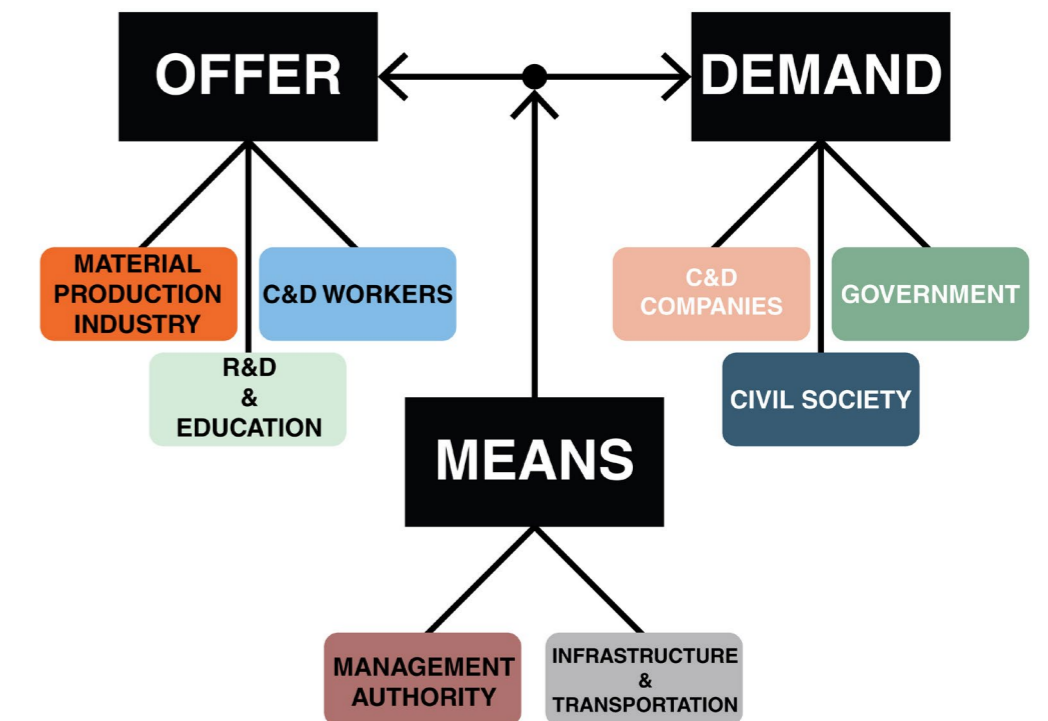 OFFER
DEMAND
MATERIAL
PRODUCTION
INDUSTRY
C&D WORKERS
R&D
&
EDUCATION
C&D
COMPANIES
GOVERNMENT
CIVIL SOCIETY
MEANS
MANAGEMENT
AUTHORITY
INFRASTRUCTURE
&
TRANSPORTATION